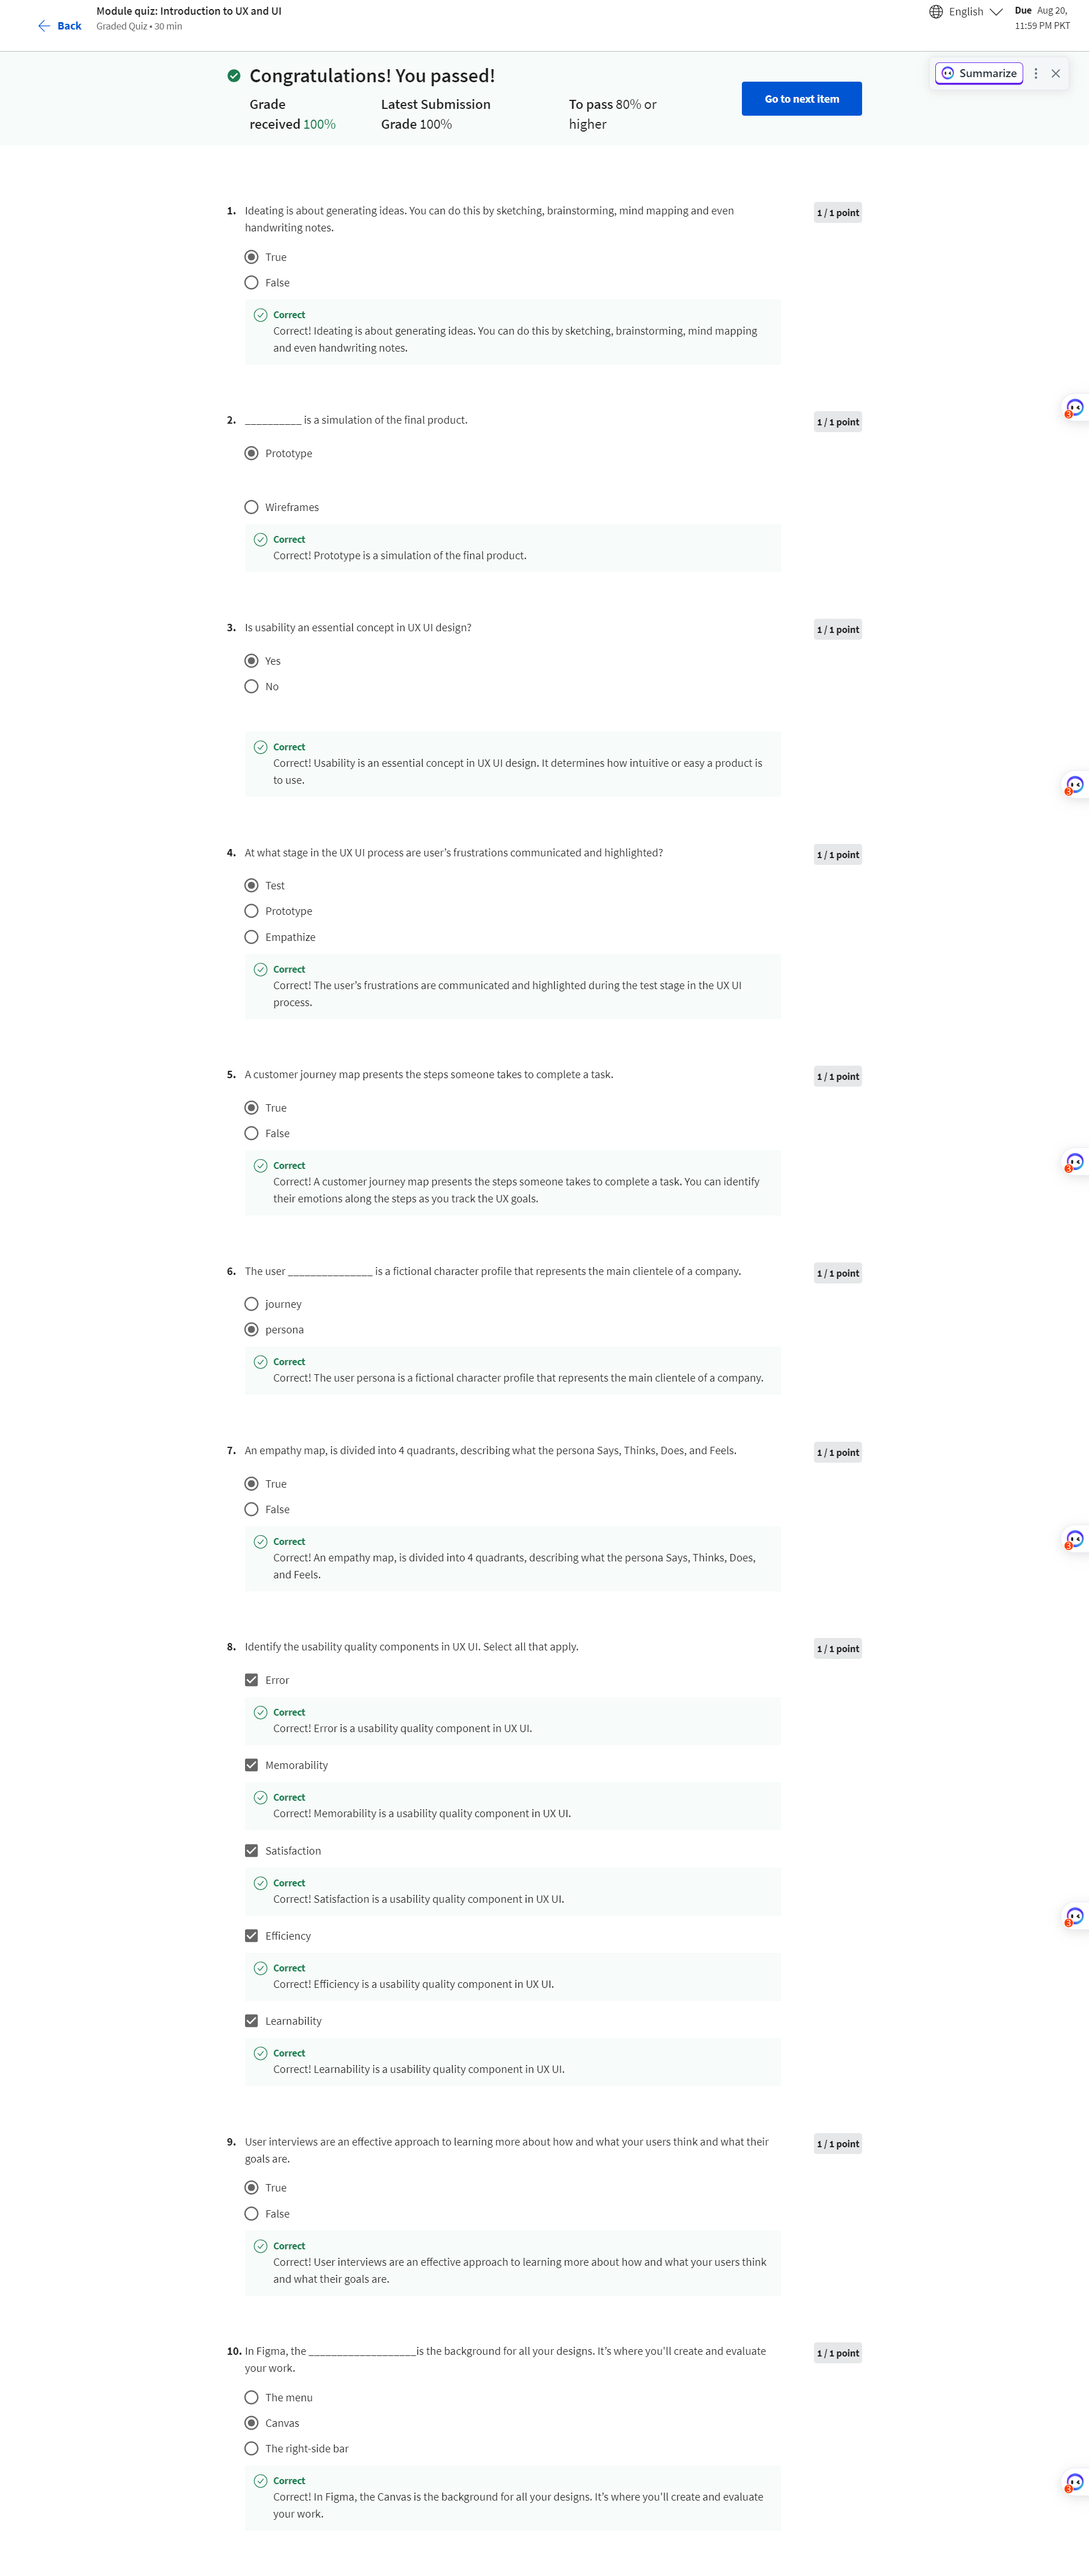 Back
Module quiz: Introduction to UX and UI
Graded Quiz • 30 min
English
Due Aug 20,
11:59 PM PKT
Summarize
Congratulations! You passed!
Grade
received 100%
Latest Submission
Grade 100%
To pass 80% or
higher
Go to next item
1. Ideating is about generating ideas. You can do this by sketching, brainstorming, mind mapping and even
handwriting notes.
1 / 1 point
True
False
Correct
Correct! Ideating is about generating ideas. You can do this by sketching, brainstorming, mind mapping
and even handwriting notes.
2. __________ is a simulation of the final product.
1 / 1 point
3
Prototype
Wireframes
Correct
Correct! Prototype is a simulation of the final product.
3. Is usability an essential concept in UX UI design?
1 / 1 point
Yes
No
Correct
Correct! Usability is an essential concept in UX UI design. It determines how intuitive or easy a product is
to use.
3
4. At what stage in the UX UI process are user’s frustrations communicated and highlighted?
1 / 1 point
Test
Prototype
Empathize
Correct
Correct! The user’s frustrations are communicated and highlighted during the test stage in the UX UI
process.
5. A customer journey map presents the steps someone takes to complete a task.
1 / 1 point
True
False
Correct
Correct! A customer journey map presents the steps someone takes to complete a task. You can identify
their emotions along the steps as you track the UX goals.
3
6. The user _______________ is a fictional character profile that represents the main clientele of a company.
1 / 1 point
journey
persona
Correct
Correct! The user persona is a fictional character profile that represents the main clientele of a company.
7. An empathy map, is divided into 4 quadrants, describing what the persona Says, Thinks, Does, and Feels.
1 / 1 point
True
False
Correct
Correct! An empathy map, is divided into 4 quadrants, describing what the persona Says, Thinks, Does,
and Feels.
3
8. Identify the usability quality components in UX UI. Select all that apply.
1 / 1 point
Error
Correct
Correct! Error is a usability quality component in UX UI.
Memorability
Correct
Correct! Memorability is a usability quality component in UX UI.
Satisfaction
Correct
Correct! Satisfaction is a usability quality component in UX UI.
3
Efficiency
Correct
Correct! Efficiency is a usability quality component in UX UI.
Learnability
Correct
Correct! Learnability is a usability quality component in UX UI.
9. User interviews are an effective approach to learning more about how and what your users think and what their
goals are.
1 / 1 point
True
False
Correct
Correct! User interviews are an effective approach to learning more about how and what your users think
and what their goals are.
10. In Figma, the ___________________is the background for all your designs. It’s where you’ll create and evaluate
your work.
1 / 1 point
The menu
Canvas
The right-side bar
Correct
Correct! In Figma, the Canvas is the background for all your designs. It’s where you’ll create and evaluate
your work.
3